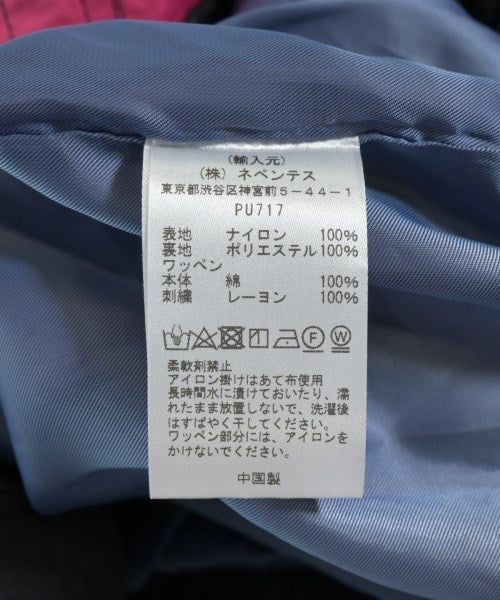 (輸入元)
(株) ネペンテス
東京都渋谷区神宮前5-44-1
PU717
表地 ナイロン 100%
裏地 ポリエステル100%
ワッペン
本体 綿 100%
刺繍 レーヨン 100%
F W
柔軟剤禁止
アイロン掛けはあて布使用
長時間水に漬けておいたり、濡
れたまま放置しないで、洗濯後
はすばやく干してください。
ワッペン部分には、アイロンを
かけないでください。
中国製